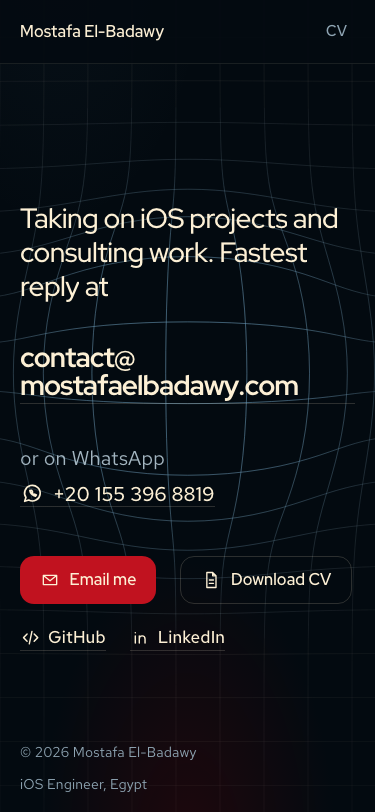 Mostafa El-Badawy
CV
Taking on iOS projects and
consulting work. Fastest
reply at
contact@
mostafaelbadawy.com
or on WhatsApp
+20 155 396 8819
Email me
Download CV
GitHub
in LinkedIn
© 2026 Mostafa El-Badawy
iOS Engineer, Egypt